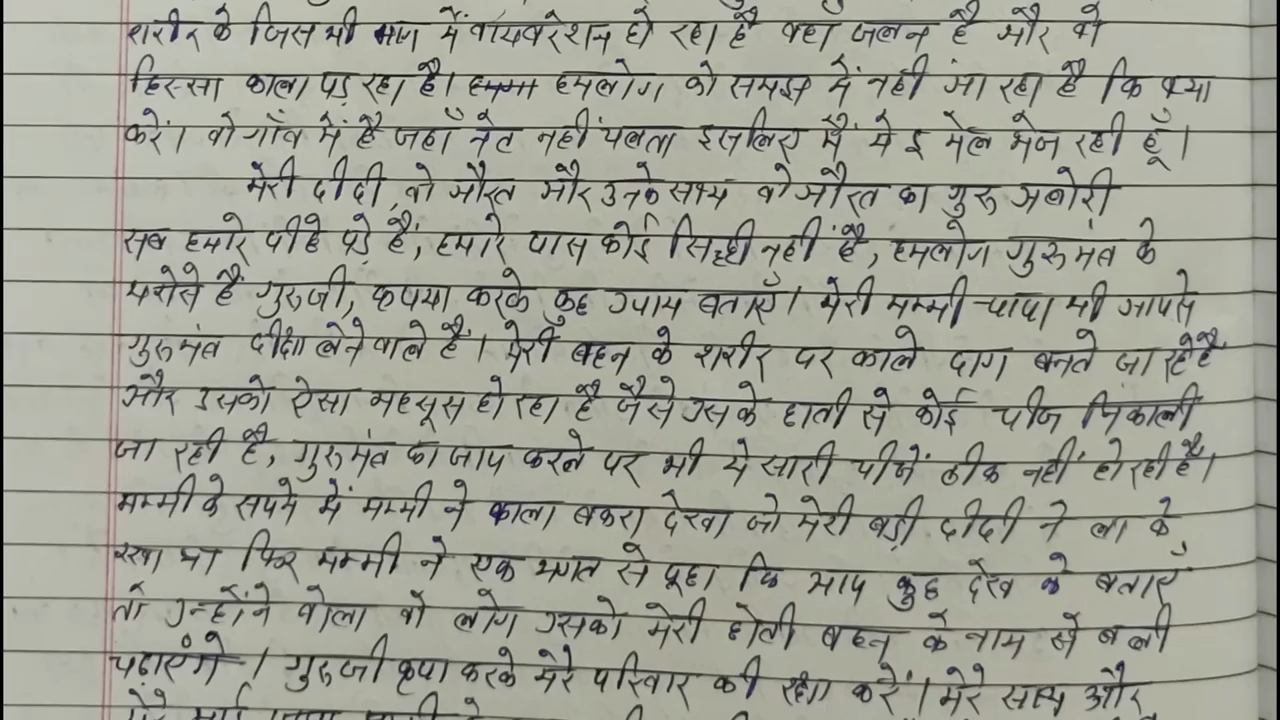 शरीर के जिस भी भाग में वायवरेशन हो रहा है वहाँ जलन है और वो
हिस्सा काला पड़ रहा है। हमलोग को समझ में नहीं आ रहा है कि क्या
करें। वो गाँव में है जहाँ नेट नहीं चलता इसलिए मैं ये ई मेल भेज रही हूँ।
मेरी दीदी, वो औरत और उनके साथ वो औरत का गुरु अघोरी
सब हमारे पीछे पड़े हैं, हमारे पास कोई सिद्धी नहीं है, हमलोग गुरुमंत्र के
भरोसे हैं गुरुजी, कृपया करके कुछ उपाय बताएँ। मेरी मम्मी-पापा भी आपसे
गुरुमंत्र दीक्षा लेने वाले हैं। मेरी बहन के शरीर पर काले दाग बनते जा रहे हैं
और उसको ऐसा महसूस हो रहा है जैसे उसके छाती से कोई चीज निकाली
जा रही है, गुरुमंत्र का जाप करने पर भी ये सारी चीजें ठीक नहीं हो रही है।
मम्मी के सपने में मम्मी ने काला बकरा देखा जो मेरी बड़ी दीदी ने ला के
रखा था फिर मम्मी ने एक भगत से पूछा कि आप कुछ देख के बताएँ
तो उन्होंने बोला वो लोग उसको मेरी छोटी बहन के नाम से बली
चढ़ाएंगे। गुरुजी कृपा करके मेरे परिवार की रक्षा करें। मेरे साथ और
मेरे भाई